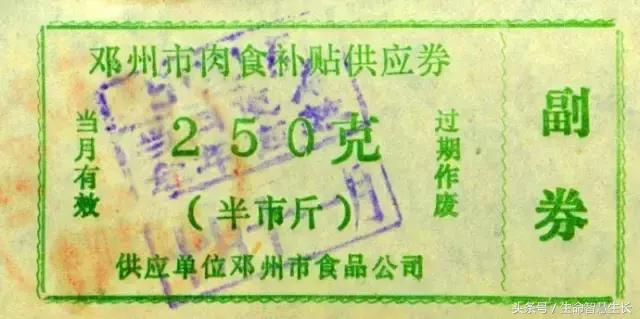 邓州市肉食补贴供应券
当月有效
250克
(半市斤)
过期作废
供应单位邓州市食品公司
副券
头条号/生命智慧生长